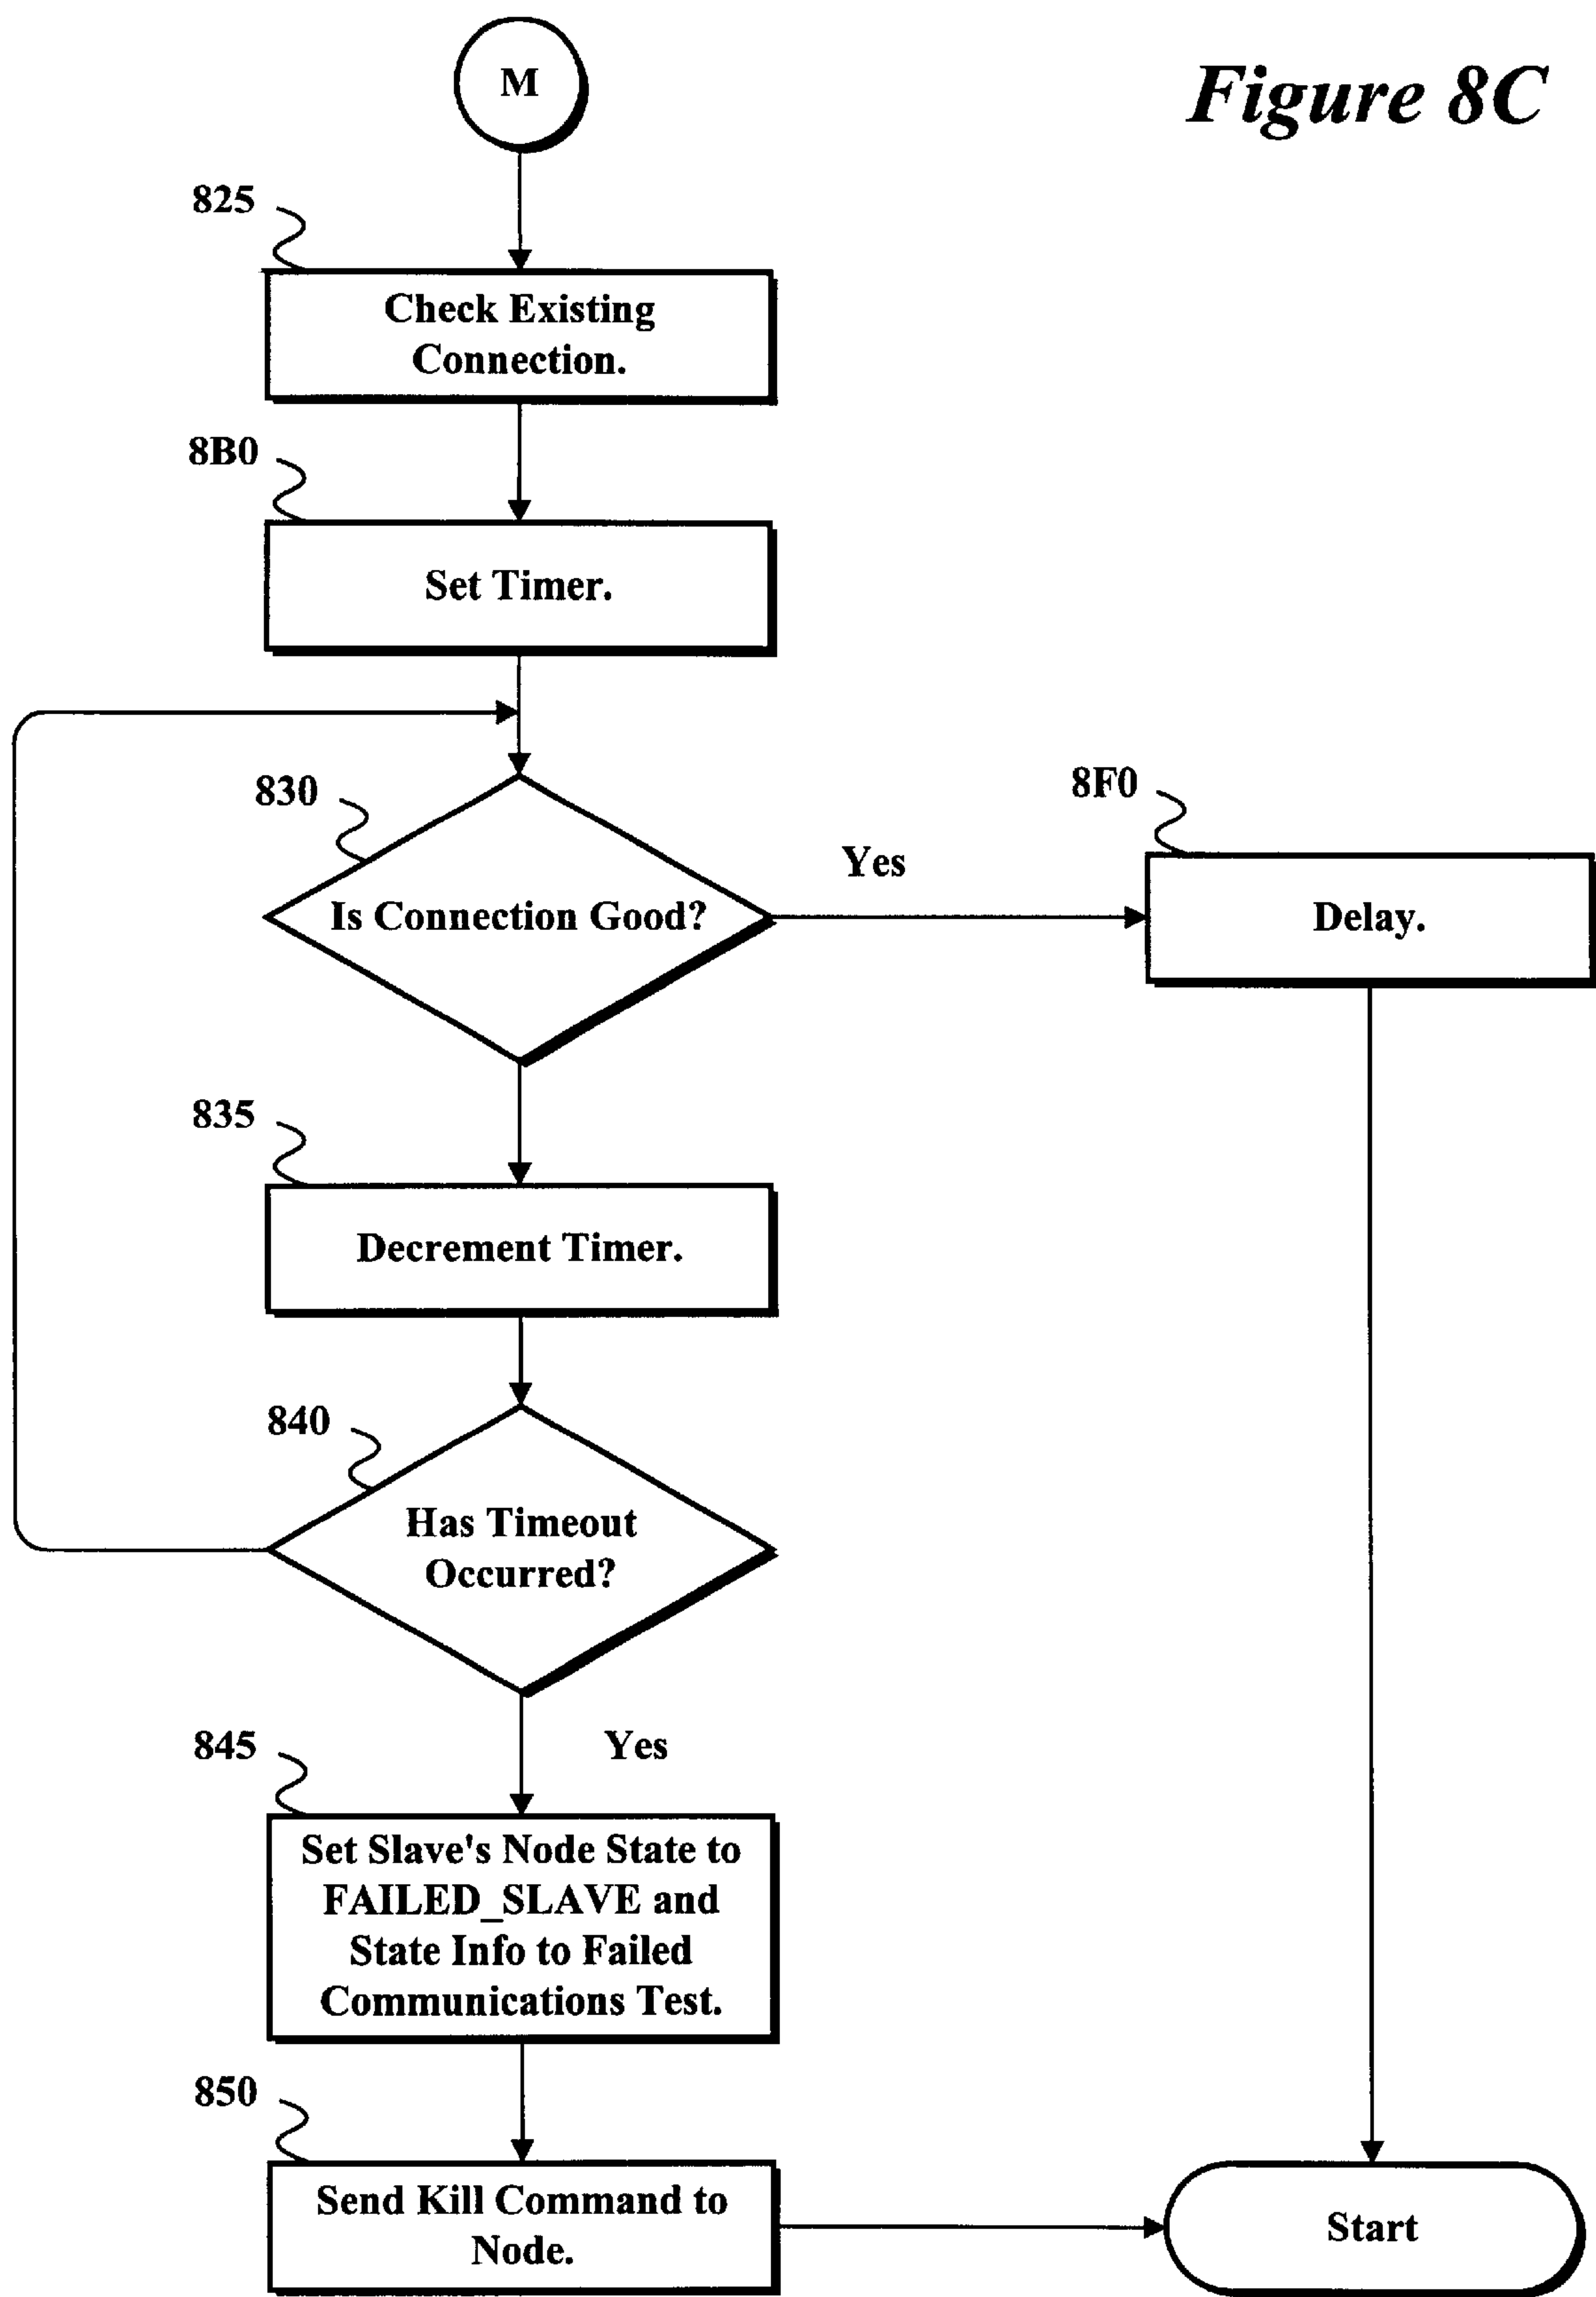 M
Figure 8C
825
Check Existing
Connection.
8B0
Set Timer.
830
Is Connection Good?
Yes
8F0
Delay.
835
Decrement Timer.
840
Has Timeout
Occurred?
Yes
845
Set Slave's Node State to
FAILED_SLAVE and
State Info to Failed
Communications Test.
850
Send Kill Command to
Node.
Start